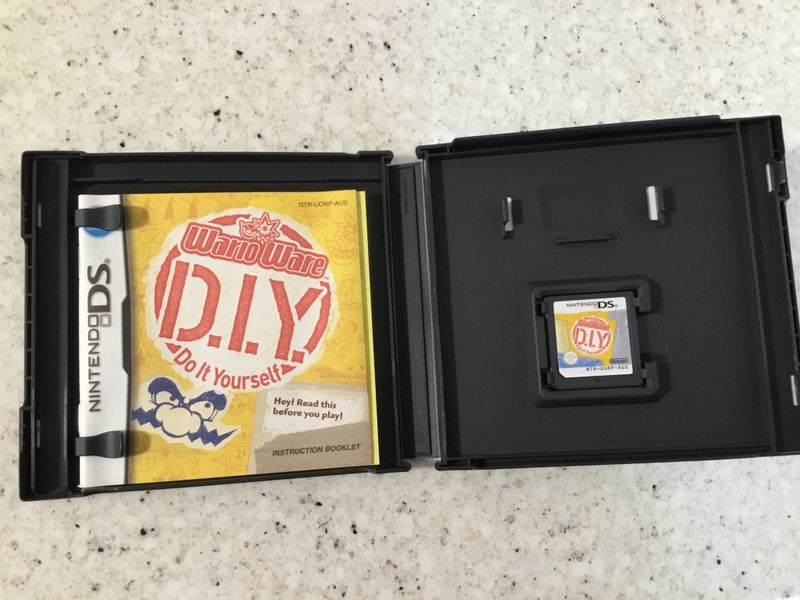 NTR-UORP-AUS
NINTENDO DS.
WarioWare
D.I.Y.
Do It Yourself
Hey! Read this
before you play!
INSTRUCTION BOOKLET
NINTENDO DS.
D.I.Y.
Nintendo
NTR-UORP-AUS